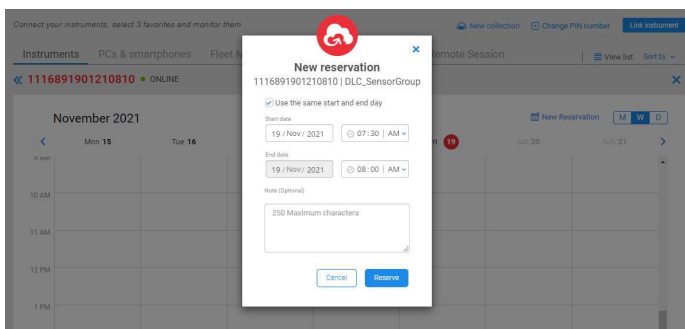 Connect your instruments, select 3 favorites and monitor them
New collection
Change PIN number
Link Instrument
Instruments
PCs & smartphones
Fleet M
emote Session
View list
Sort by
1116891901210810 • ONLINE
New reservation
1116891901210810 | DLC_SensorGroup
Use the same start and end day
Start date
19 / Nov / 2021
07:30 | AM
End date
19 / Nov / 2021
08:00 | AM
Note (Optional)
250 Maximum characters
Cancel
Reserve
November 2021
New Reservation
M
W
D
Mon 15
Tue 16
19
Sat 20
Sun 21
9 AM
10 AM
11 AM
12 PM
1 PM